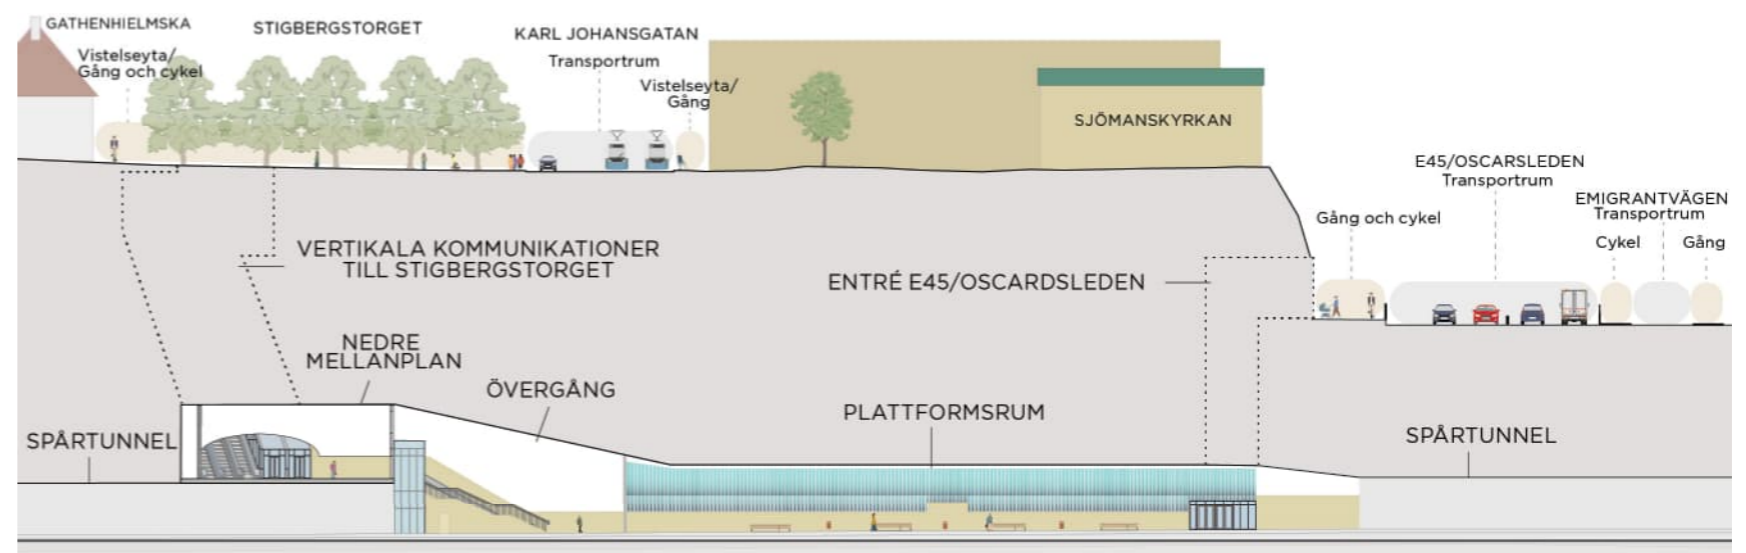 GATHENHIELMSKA
Vistelseyta/
Gång och cykel
STIGBERGSTORGET
KARL JOHANSGATAN
Transportrum
Vistelseyta/
Gång
SJÖMANSKYRKAN
E45/OSCARSLEDEN
Transportrum
EMIGRANTVÄGEN
Transportrum
Gång och cykel
Cykel
Gång
VERTIKALA KOMMUNIKATIONER
TILL STIGBERGSTORGET
ENTRÉ E45/OSCARDSLEDEN
NEDRE
MELLANPLAN
ÖVERGÅNG
PLATTFORMSRUM
SPÅRTUNNEL
SPÅRTUNNEL